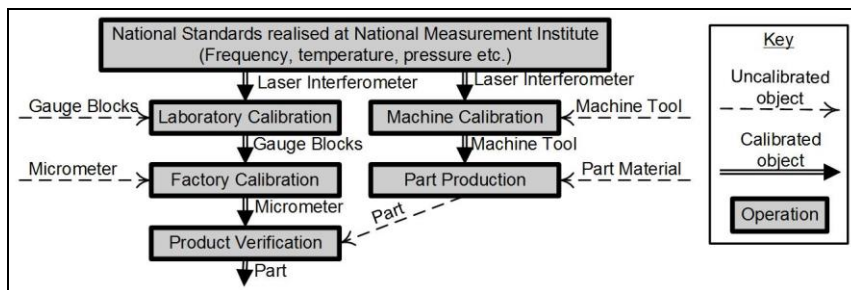 National Standards realised at National Measurement Institute
(Frequency, temperature, pressure etc.)
Laser Interferometer
Laser Interferometer
Gauge Blocks
Laboratory Calibration
Machine Calibration
Machine Tool
Gauge Blocks
Machine Tool
Micrometer
Factory Calibration
Part Production
Part Material
Micrometer
Part
Product Verification
Part
Key
Uncalibrated
object
Calibrated
object
Operation